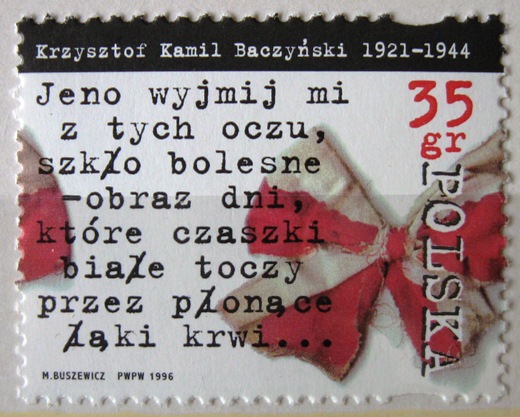 Krzysztof Kamil Baczyński 1921-1944
Jeno wyjmij mi
z tych oczu,
szkło bolesne
-obraz dni,
które czaszki
białe toczy
przez płonące
łąki krwi...
35
gr
POLSKA
M.BUSZEWICZ PWPW 1996